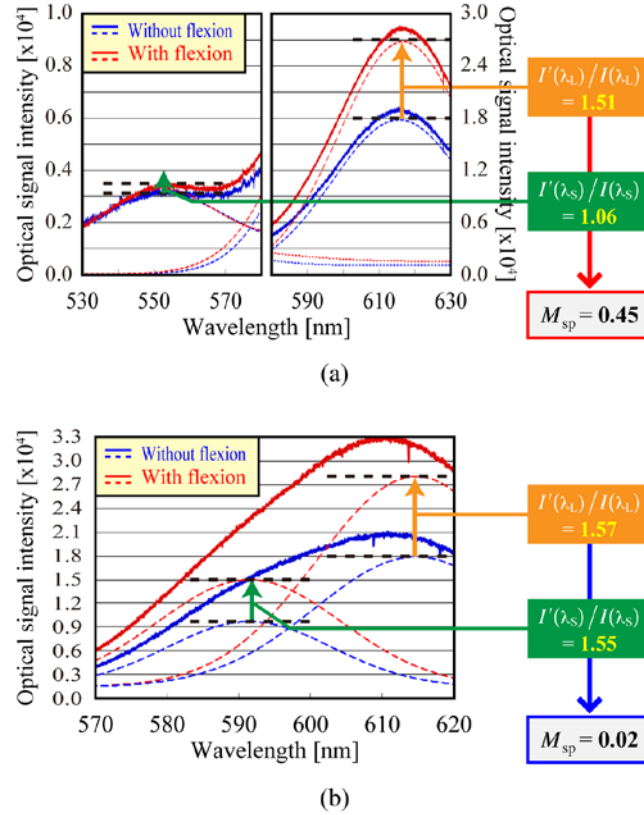 Optical signal intensity [x10⁴]
1.0
0.8
0.6
0.4
0.2
0.0
Without flexion
With flexion
530
550
570
590
610
630
Wavelength [nm]
3.0
2.4
1.8
1.2
0.6
0.0
Optical signal intensity [x10⁴]
I′(λL)/I(λL)
= 1.51
I′(λS)/I(λS)
= 1.06
Msp = 0.45
(a)
Optical signal intensity [x10⁴]
3.3
3.0
2.7
2.4
2.1
1.8
1.5
1.2
0.9
0.6
0.3
0.0
Without flexion
With flexion
570
580
590
600
610
620
Wavelength [nm]
I′(λL)/I(λL)
= 1.57
I′(λS)/I(λS)
= 1.55
Msp = 0.02
(b)